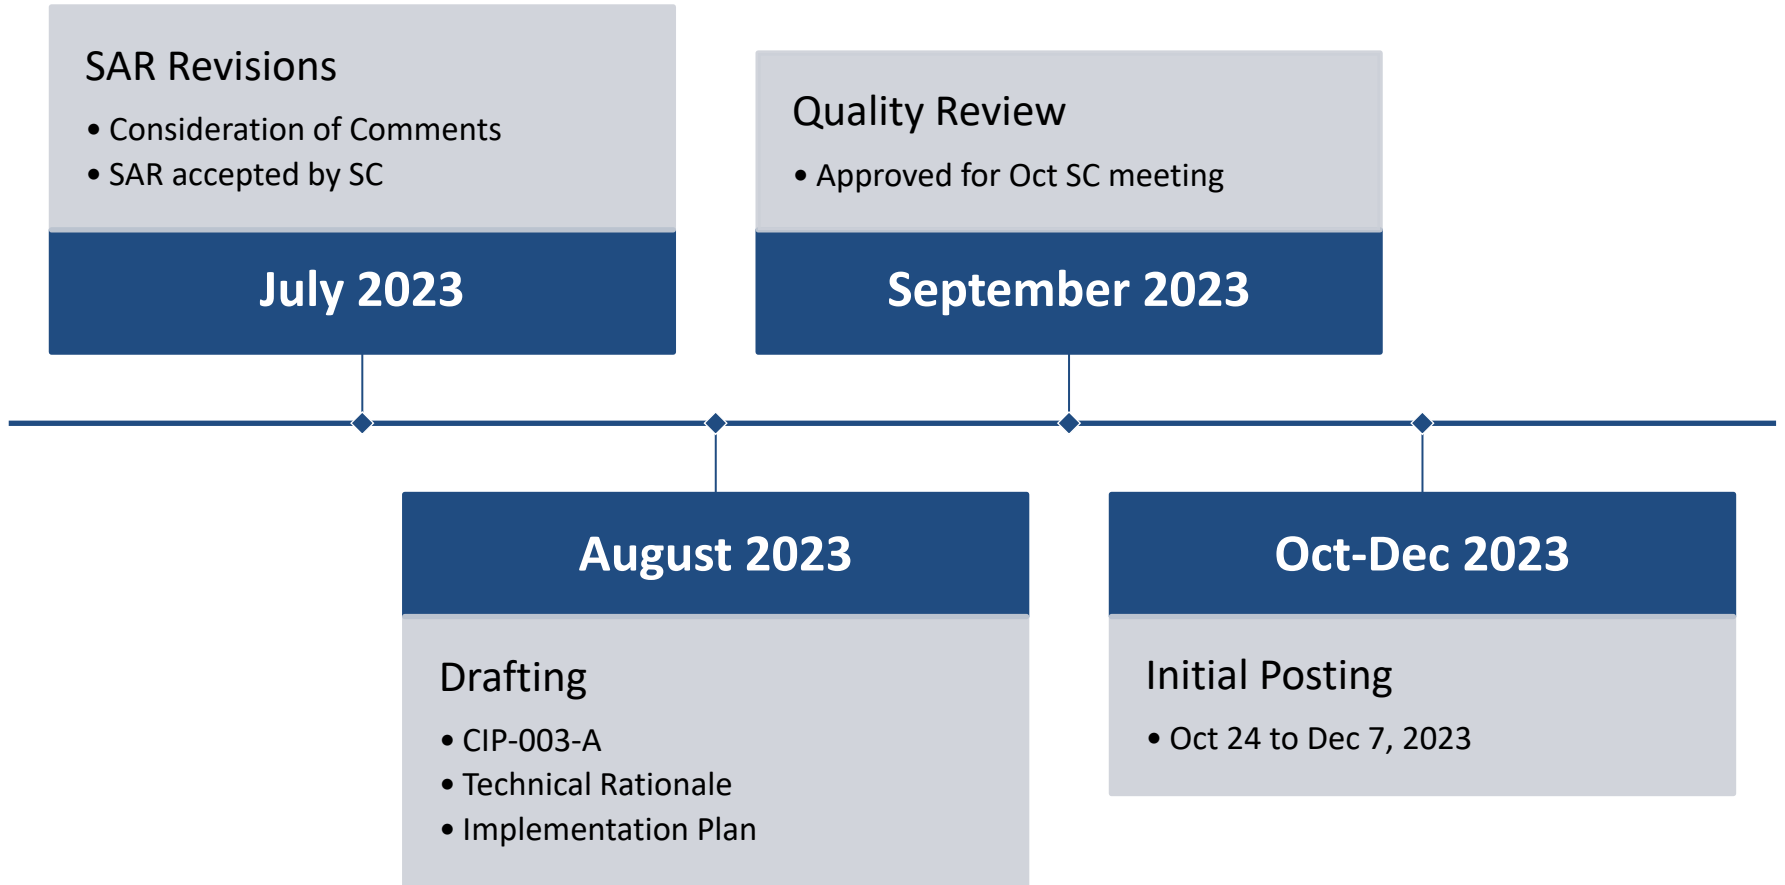 SAR Revisions
• Consideration of Comments
• SAR accepted by SC
July 2023
Quality Review
• Approved for Oct SC meeting
September 2023
August 2023
Drafting
• CIP-003-A
• Technical Rationale
• Implementation Plan
Oct-Dec 2023
Initial Posting
• Oct 24 to Dec 7, 2023